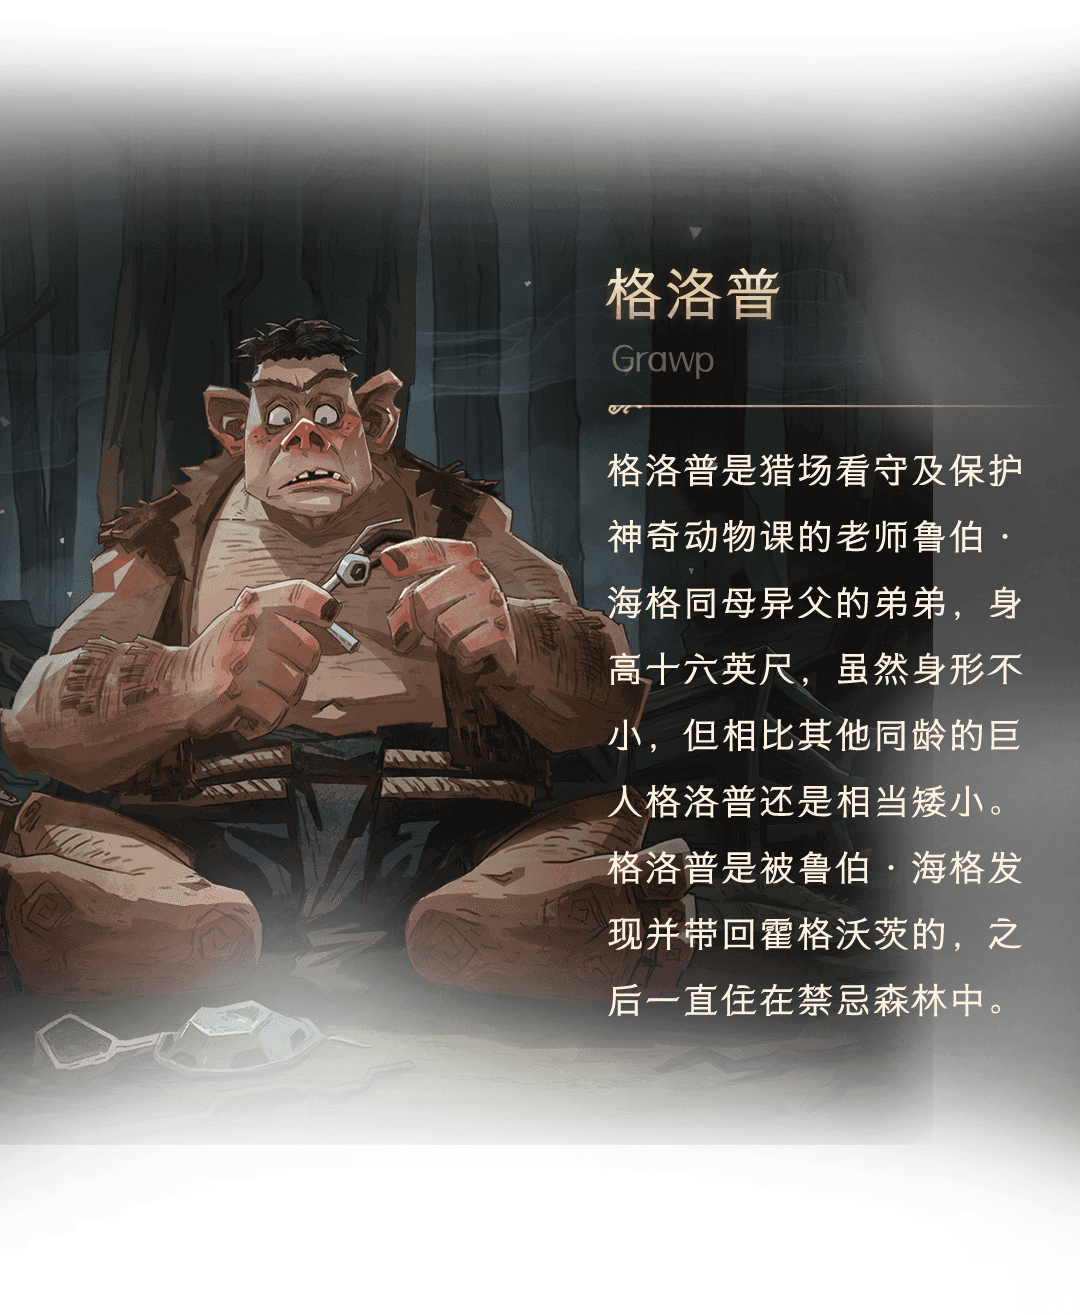 格洛普
Grawp
格洛普是猎场看守及保护
神奇动物课的老师鲁伯·
海格同母异父的弟弟，身
高十六英尺，虽然身形不
小，但相比其他同龄的巨
人格洛普还是相当矮小。
格洛普是被鲁伯·海格发
现并带回霍格沃茨的，之
后一直住在禁忌森林中。